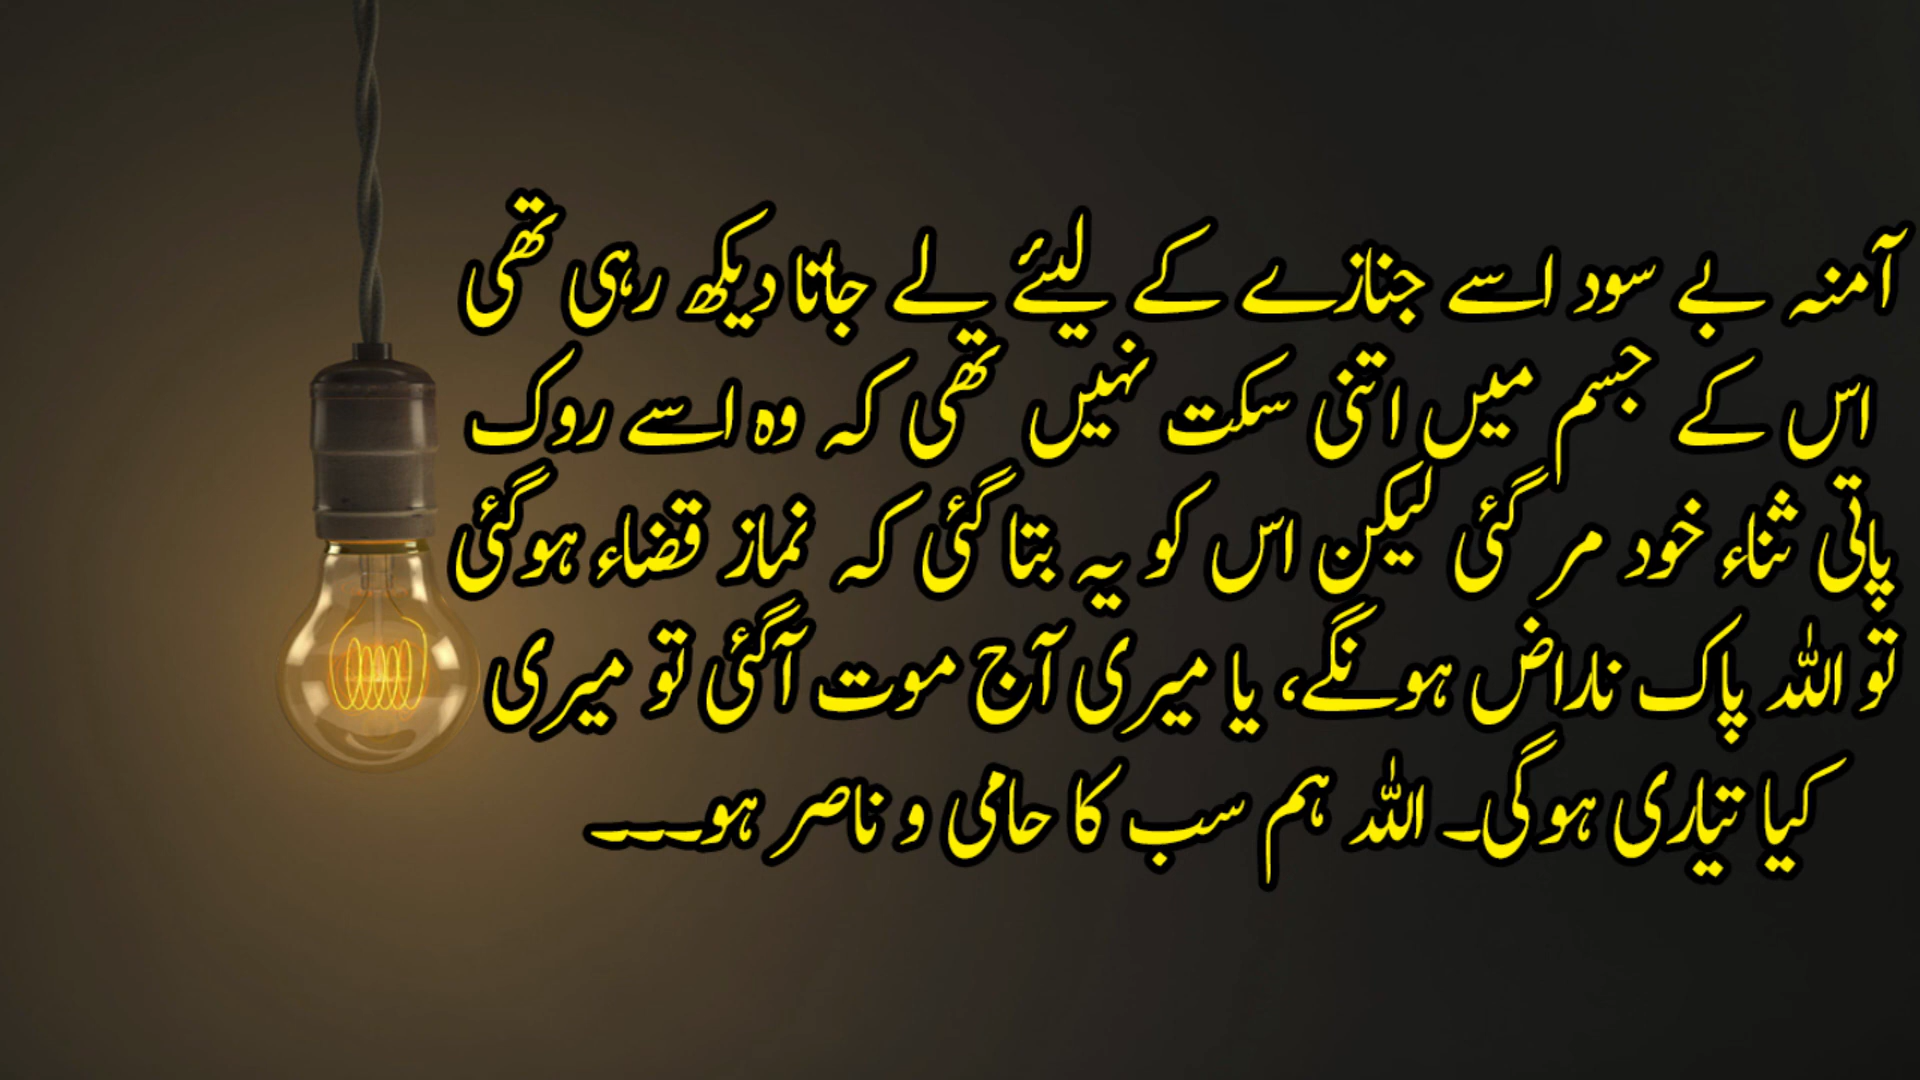 آمنہ بے سود اسے جنازے کے لیئے لے جاتا دیکھ رہی تھی
اس کے جسم میں اتنی سکت نہیں تھی کہ وہ اسے روک
پاتی ثناء خود مر گئی لیکن اس کو یہ بتا گئی کہ نماز قضاء ہوگئی
تو اللہ پاک ناراض ہونگے، یا میری آج موت آگئی تو میری
کیا تیاری ہوگی۔ اللہ ہم سب کا حامی و ناصر ہو۔۔۔